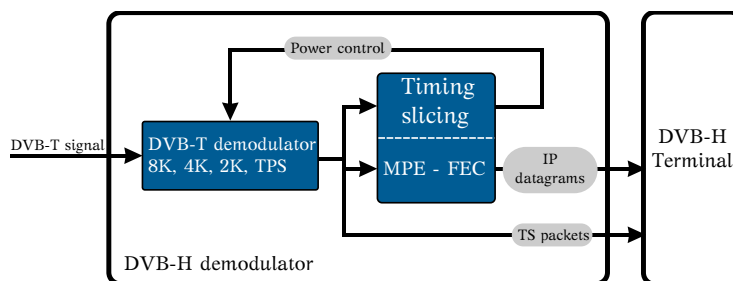 Power control
Timing
slicing
DVB-T signal
DVB-T demodulator
8K, 4K, 2K, TPS
MPE - FEC
IP
datagrams
DVB-H
Terminal
TS packets
DVB-H demodulator